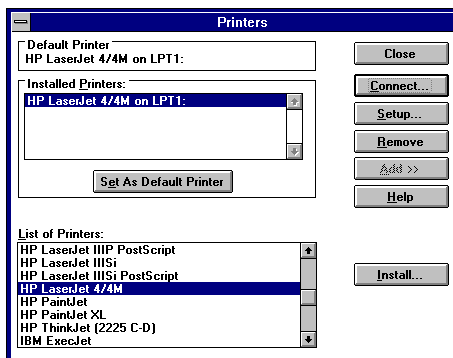 Printers
Default Printer
HP LaserJet 4/4M on LPT1:
Installed Printers:
HP LaserJet 4/4M on LPT1:
Set As Default Printer
Close
Connect...
Setup...
Remove
Add >>
Help
List of Printers:
HP LaserJet IIIP PostScript
HP LaserJet IIISi
HP LaserJet IIISi PostScript
HP LaserJet 4/4M
HP PaintJet
HP PaintJet XL
HP ThinkJet (2225 C-D)
IBM ExecJet
Install...